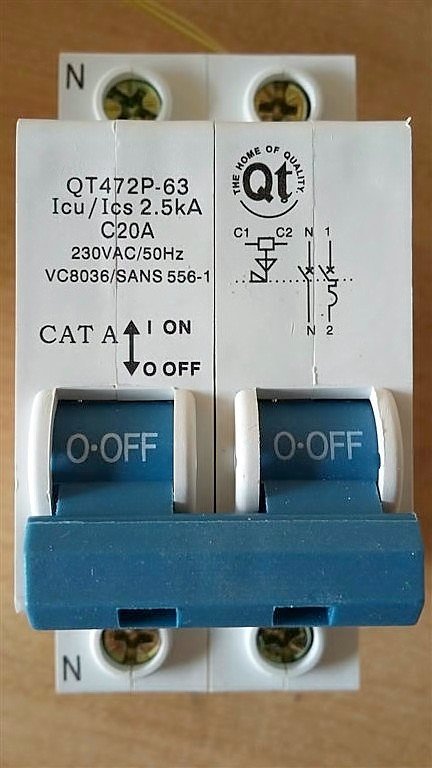 N
QT472P-63
Icu/Ics 2.5kA
C20A
230VAC/50Hz
VC8036/SANS 556-1
CAT A
I ON
O OFF
THE HOME OF QUALITY
Qt
C1 C2 N 1
N 2
O·OFF
O·OFF
N